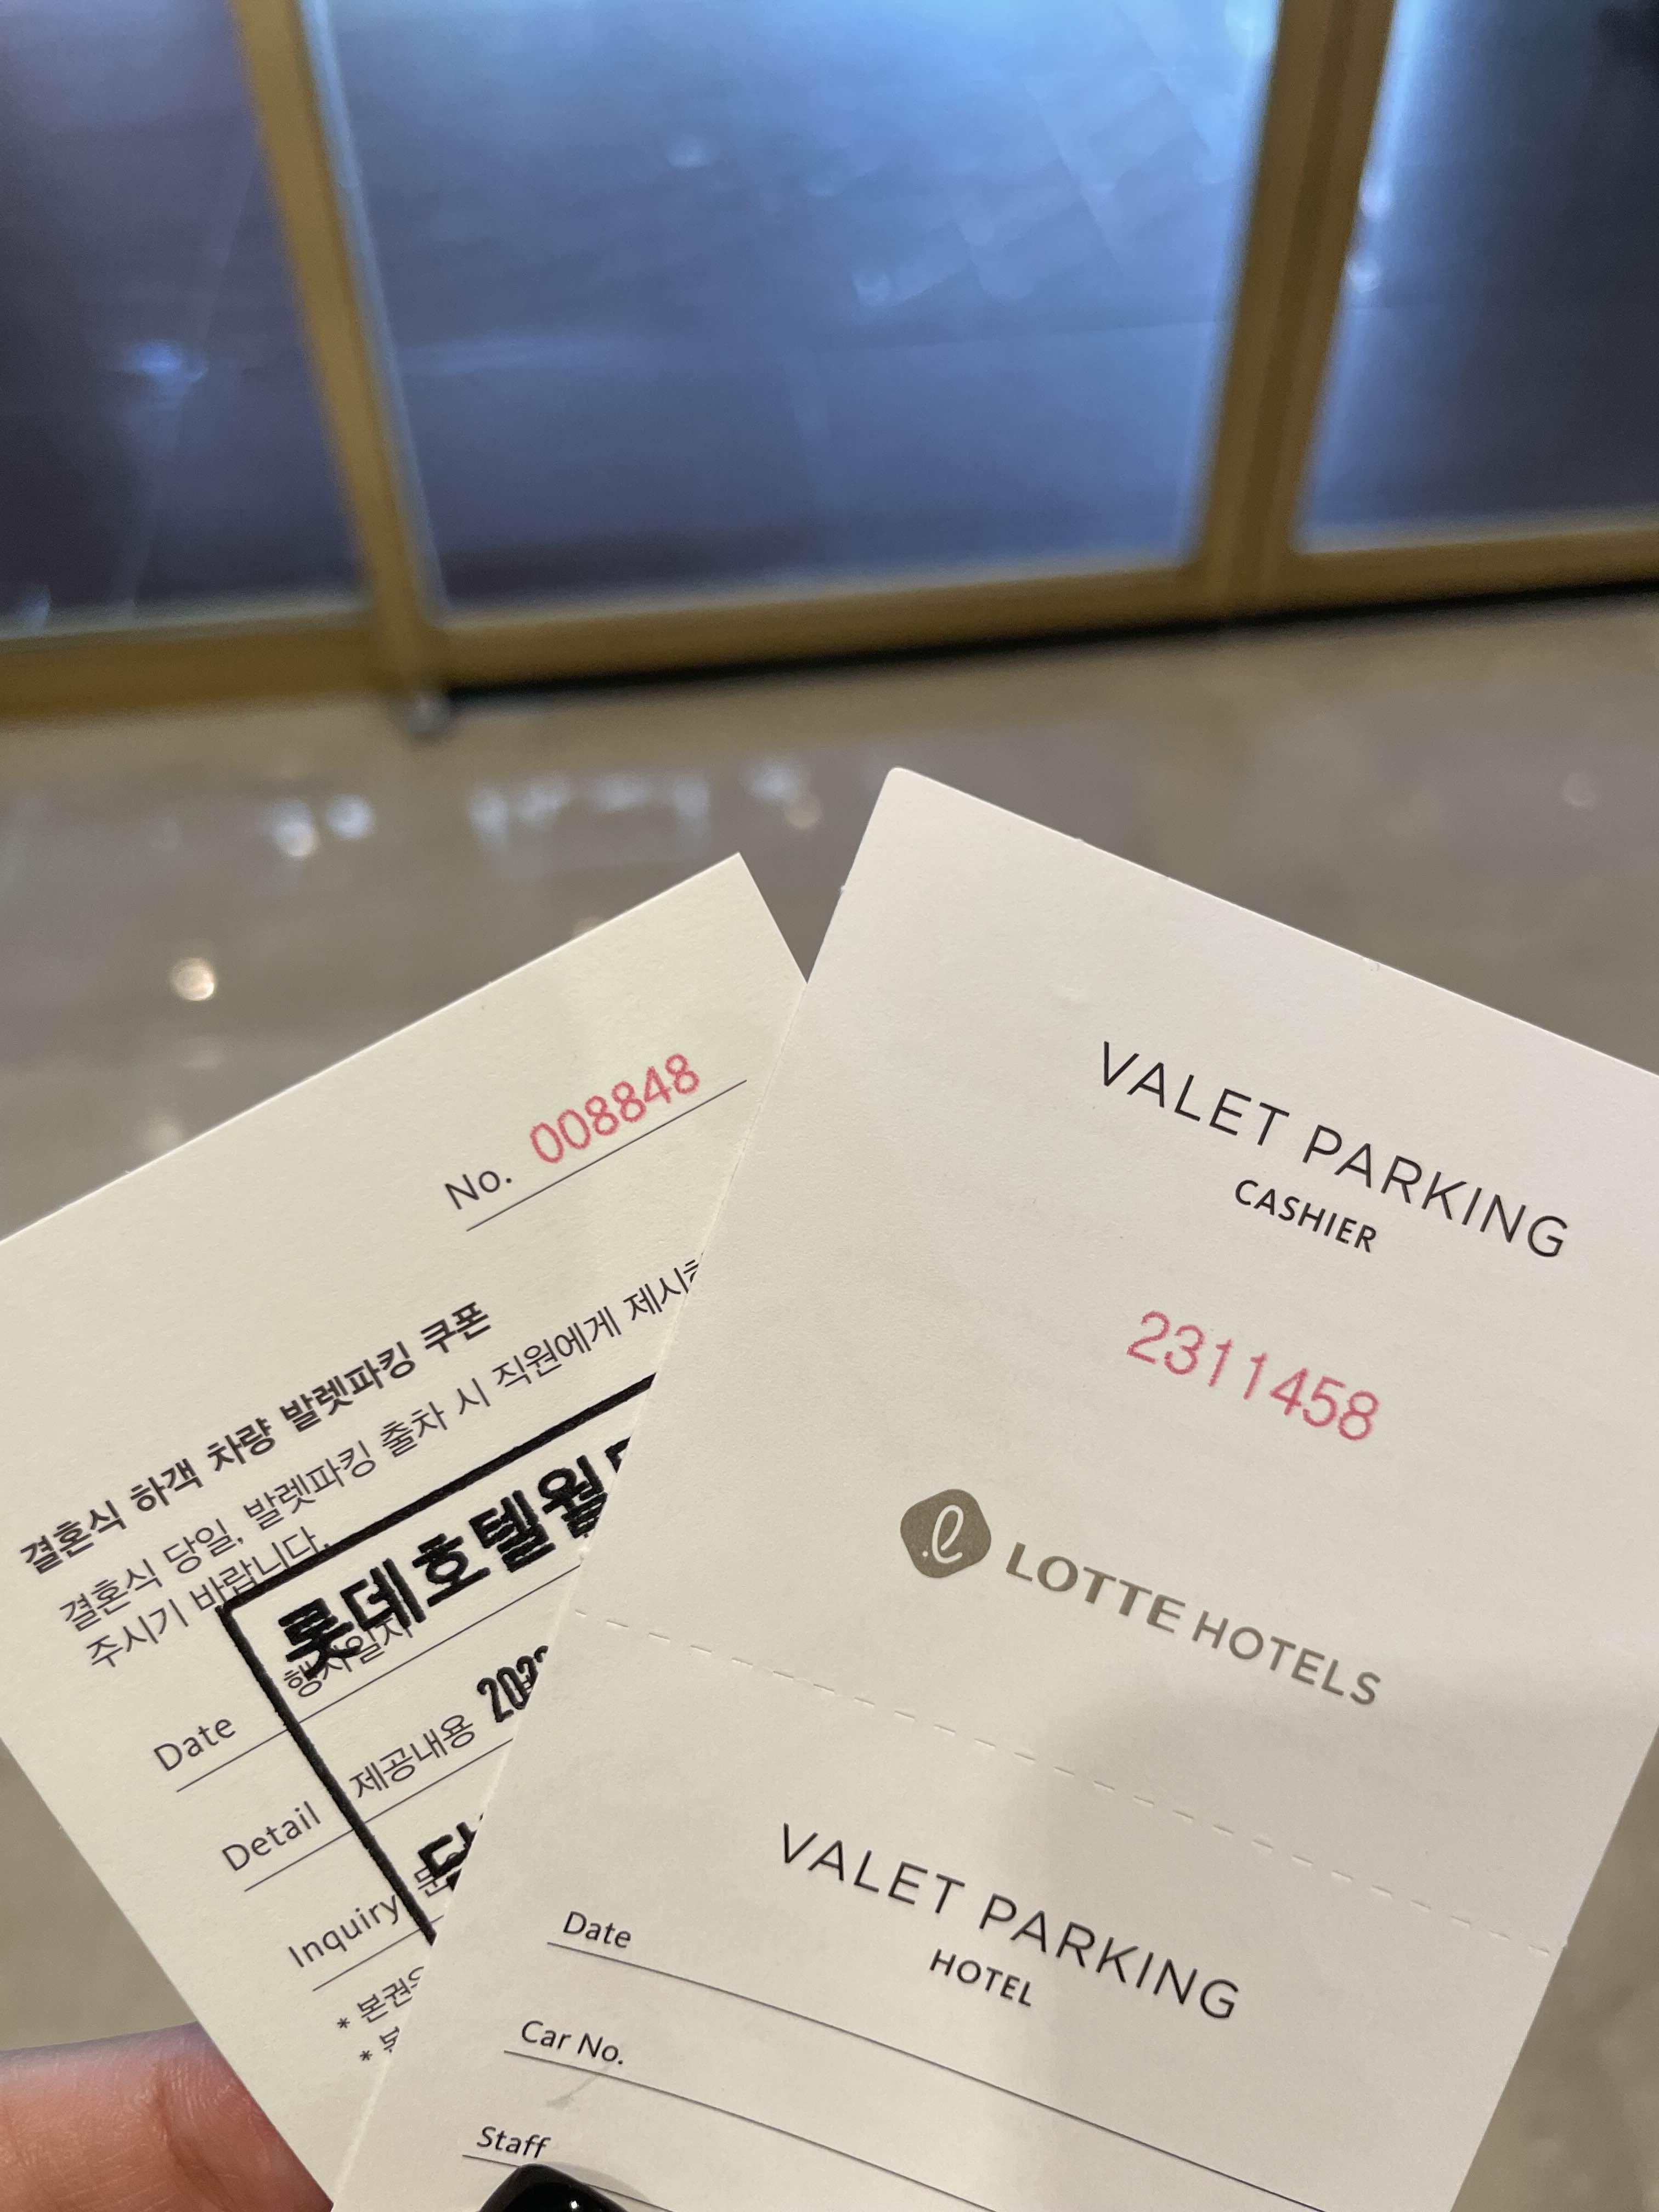 No. 008848
결혼식 하객 차량 발렛파킹 쿠폰
결혼식 당일, 발렛파킹 출차 시 직원에게
주시기 바랍니다.
롯데호텔월
Date 행사일자
Detail 제공내용
Inquiry
VALET PARKING
CASHIER
2311458
LOTTE HOTELS
VALET PARKING
HOTEL
Date
Car No.
Staff